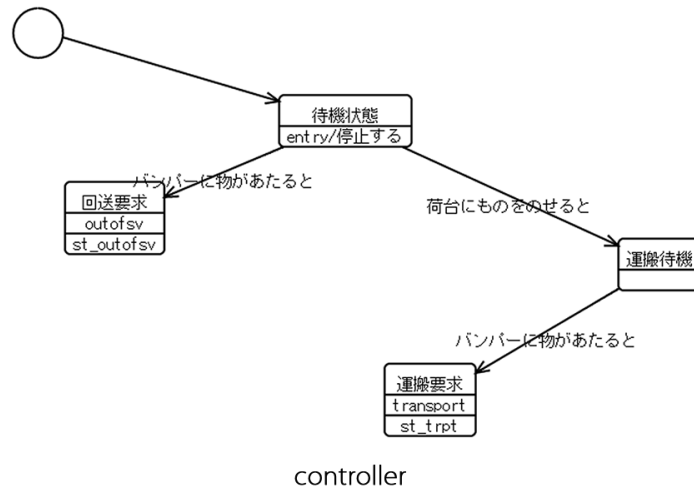 待機状態
entry/停止する
バンパーに物があたると
回送要求
outofsv
st_outofsv
荷台にものをのせると
運搬待機
バンパーに物があたると
運搬要求
transport
st_trpt
controller